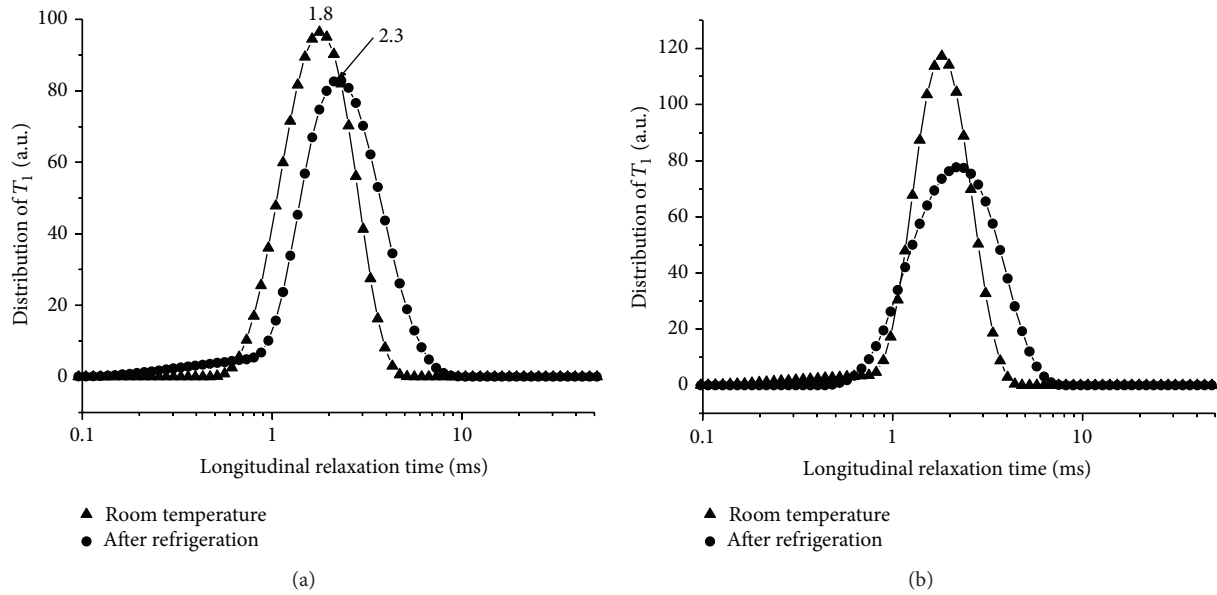 1.8
2.3
100
80
60
40
20
0
Distribution of T1 (a.u.)
0.1 1 10
Longitudinal relaxation time (ms)
Room temperature
After refrigeration
(a)
120
100
80
60
40
20
0
Distribution of T1 (a.u.)
0.1 1 10
Longitudinal relaxation time (ms)
Room temperature
After refrigeration
(b)